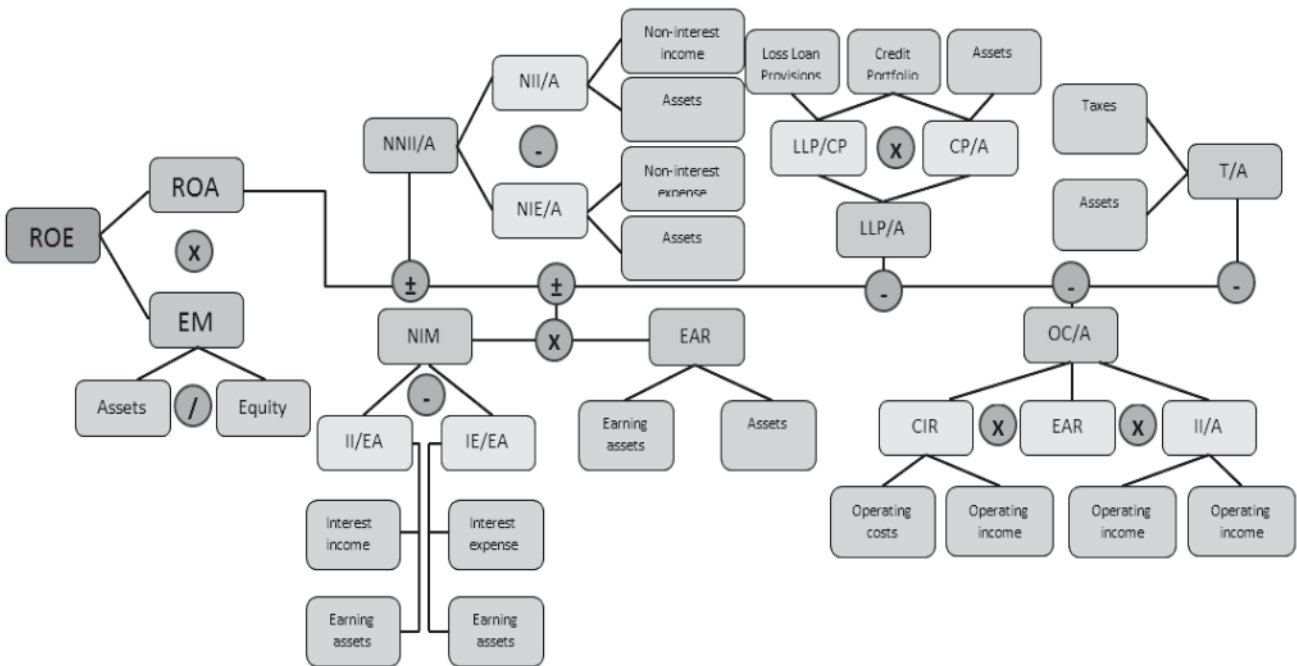 ROE
ROA
x
EM
Assets
/
Equity
NNII/A
NII/A
-
NIE/A
Non-interest
income
Assets
Non-interest
expense
Assets
±
±
NIM
x
EAR
-
II/EA
IE/EA
Interest
income
Interest
expense
Earning
assets
Earning
assets
Earning
assets
Assets
Loss Loan
Provisions
Credit
Portfolio
Assets
LLP/CP
X
CP/A
LLP/A
-
Taxes
Assets
T/A
-
-
OC/A
CIR
x
EAR
x
II/A
Operating
costs
Operating
income
Operating
income
Operating
income